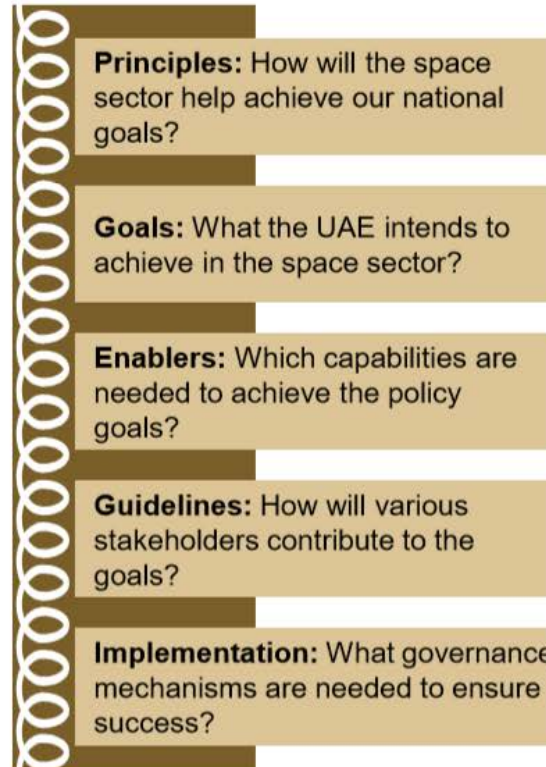 Principles: How will the space
sector help achieve our national
goals?
Goals: What the UAE intends to
achieve in the space sector?
Enablers: Which capabilities are
needed to achieve the policy
goals?
Guidelines: How will various
stakeholders contribute to the
goals?
Implementation: What governance
mechanisms are needed to ensure
success?